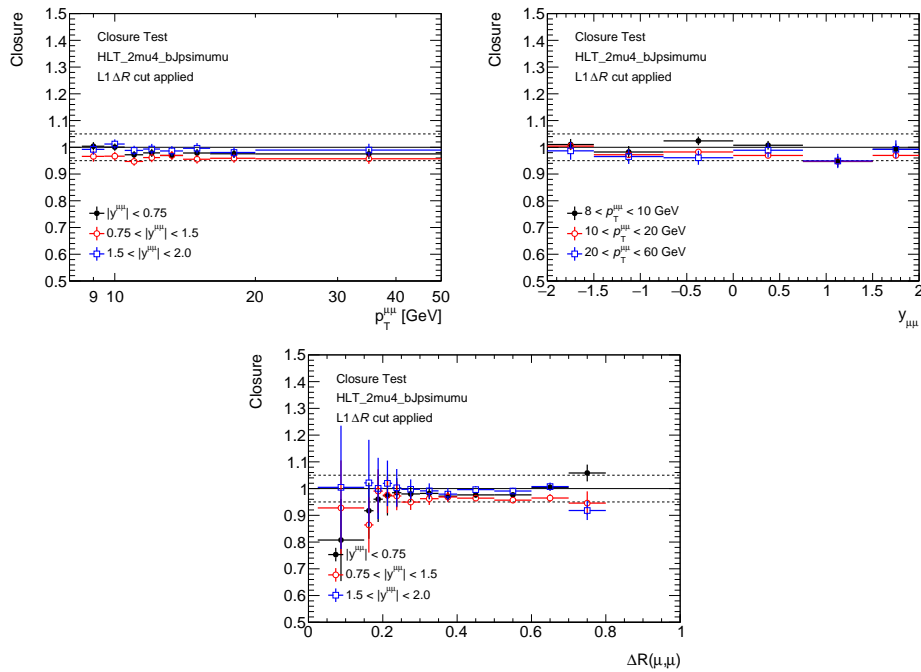 Closure
1.5
1.4
1.3
1.2
1.1
1
0.9
0.8
0.7
0.6
0.5
Closure Test
HLT_2mu4_bJpsimumu
L1 ΔR cut applied
|y^μμ| < 0.75
0.75 < |y^μμ| < 1.5
1.5 < |y^μμ| < 2.0
9 10 20 30 40 50
p_T^μμ [GeV]
Closure
1.5
1.4
1.3
1.2
1.1
1
0.9
0.8
0.7
0.6
0.5
Closure Test
HLT_2mu4_bJpsimumu
L1 ΔR cut applied
8 < p_T^μμ < 10 GeV
10 < p_T^μμ < 20 GeV
20 < p_T^μμ < 60 GeV
−2 −1.5 −1 −0.5 0 0.5 1 1.5 2
y_μμ
Closure
1.5
1.4
1.3
1.2
1.1
1
0.9
0.8
0.7
0.6
0.5
Closure Test
HLT_2mu4_bJpsimumu
L1 ΔR cut applied
|y^μμ| < 0.75
0.75 < |y^μμ| < 1.5
1.5 < |y^μμ| < 2.0
0 0.2 0.4 0.6 0.8 1
ΔR(μ,μ)